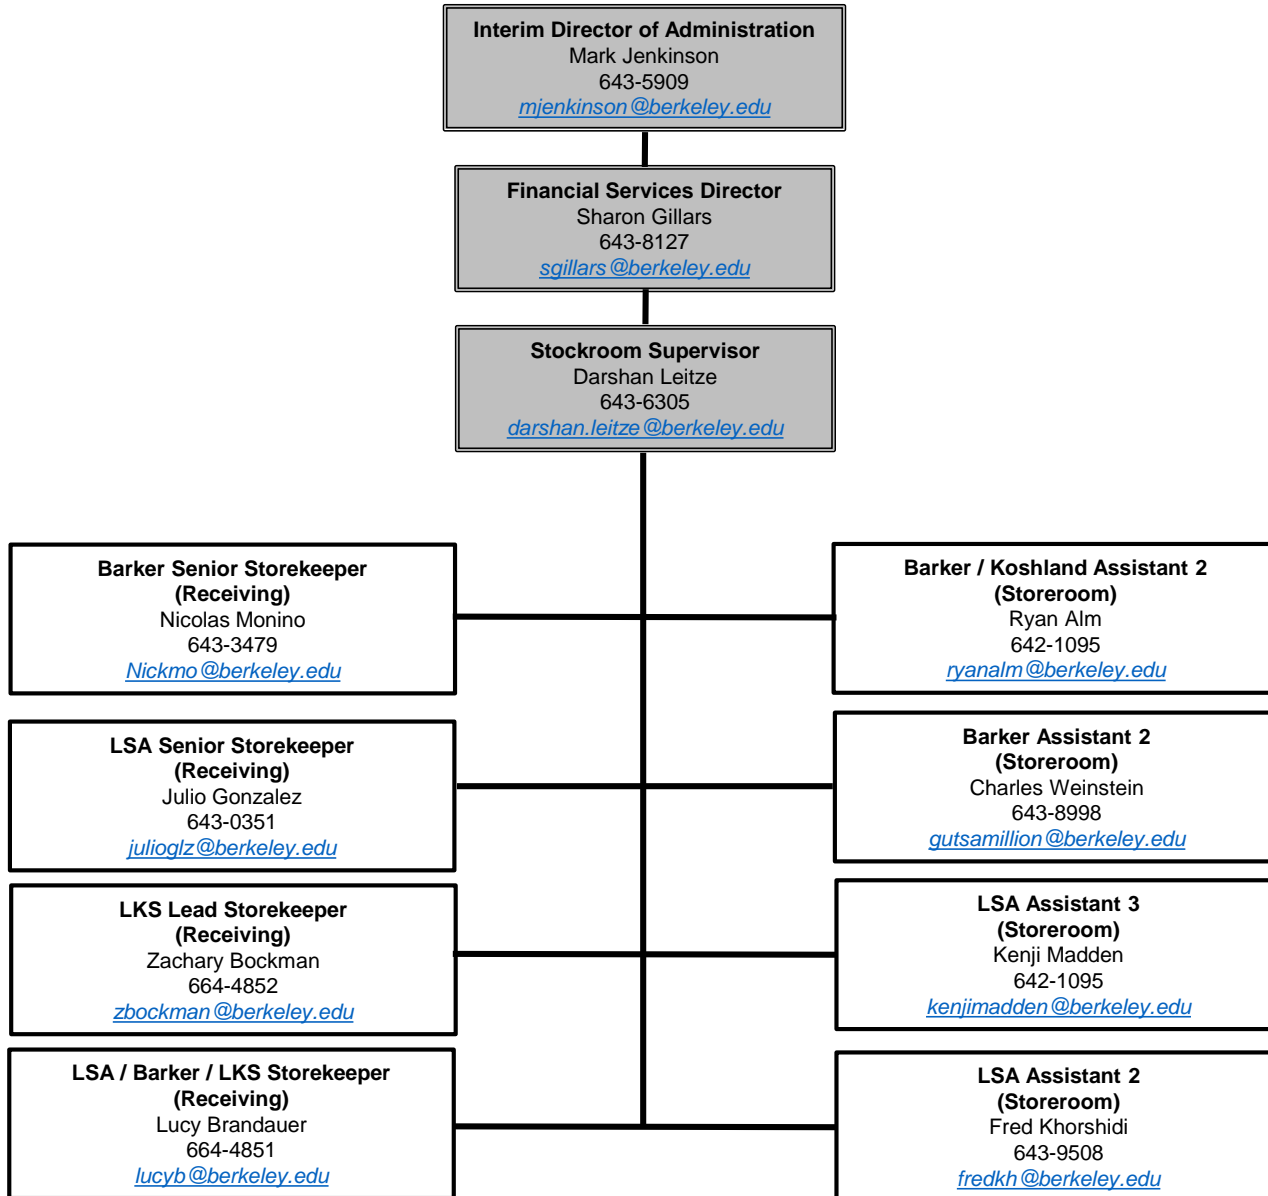 Interim Director of Administration
Mark Jenkinson
643-5909
mjenkinson@berkeley.edu
Financial Services Director
Sharon Gillars
643-8127
sgillars@berkeley.edu
Stockroom Supervisor
Darshan Leitze
643-6305
darshan.leitze@berkeley.edu
Barker Senior Storekeeper
(Receiving)
Nicolas Monino
643-3479
Nickmo@berkeley.edu
Barker / Koshland Assistant 2
(Storeroom)
Ryan Alm
642-1095
ryanalm@berkeley.edu
LSA Senior Storekeeper
(Receiving)
Julio Gonzalez
643-0351
julioglz@berkeley.edu
Barker Assistant 2
(Storeroom)
Charles Weinstein
643-8998
gutsamillion@berkeley.edu
LKS Lead Storekeeper
(Receiving)
Zachary Bockman
664-4852
zbockman@berkeley.edu
LSA Assistant 3
(Storeroom)
Kenji Madden
642-1095
kenjimadden@berkeley.edu
LSA / Barker / LKS Storekeeper
(Receiving)
Lucy Brandauer
664-4851
lucyb@berkeley.edu
LSA Assistant 2
(Storeroom)
Fred Khorshidi
643-9508
fredkh@berkeley.edu